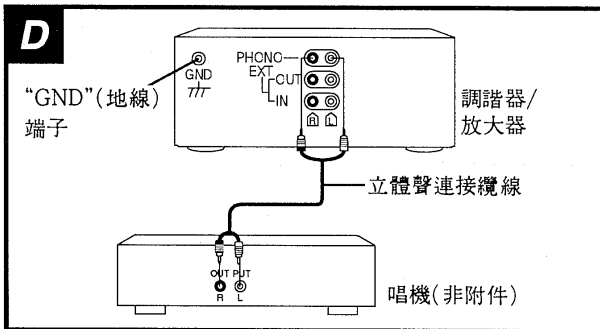 D
PHONO
GND
EXT
OUT
IN
R L
“GND”(地線)
端子
調諧器/
放大器
立體聲連接纜線
OUT PUT
R L
唱機(非附件)